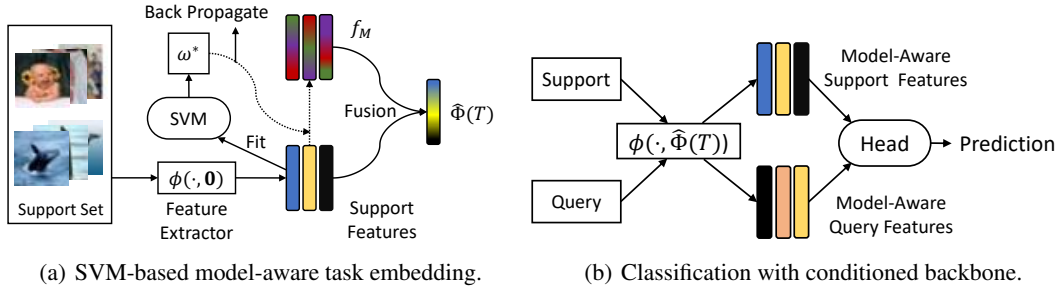 Back Propagate
ω*
SVM
Fit
Support Set
ϕ(·, 𝟎)
Feature
Extractor
f_M
Fusion
Φ̂(T)
Support
Features
(a) SVM-based model-aware task embedding.
Support
Query
ϕ(·, Φ̂(T))
Model-Aware
Support Features
Head
Prediction
Model-Aware
Query Features
(b) Classification with conditioned backbone.